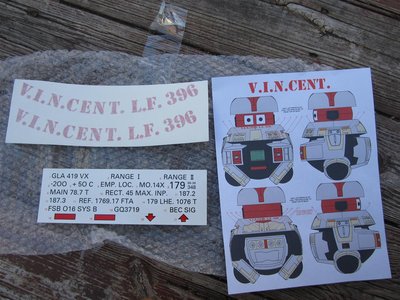 V.I.N.CENT. L.F. 396
V.I.N.CENT. L.F. 396
GLA 419 VX . RANGE I . RANGE II
-200 . + 50 C . EMP. LOC. . MO.14X . 179
MAIN 78.7 T . RECT. 45 MAX. INP. . 187.2
187.3 . REF. 1769.17 FTA . 179 LHE. 1076 T
FSB O16 SYS B GQ3719 BEC SIG
V.I.N.CENT.